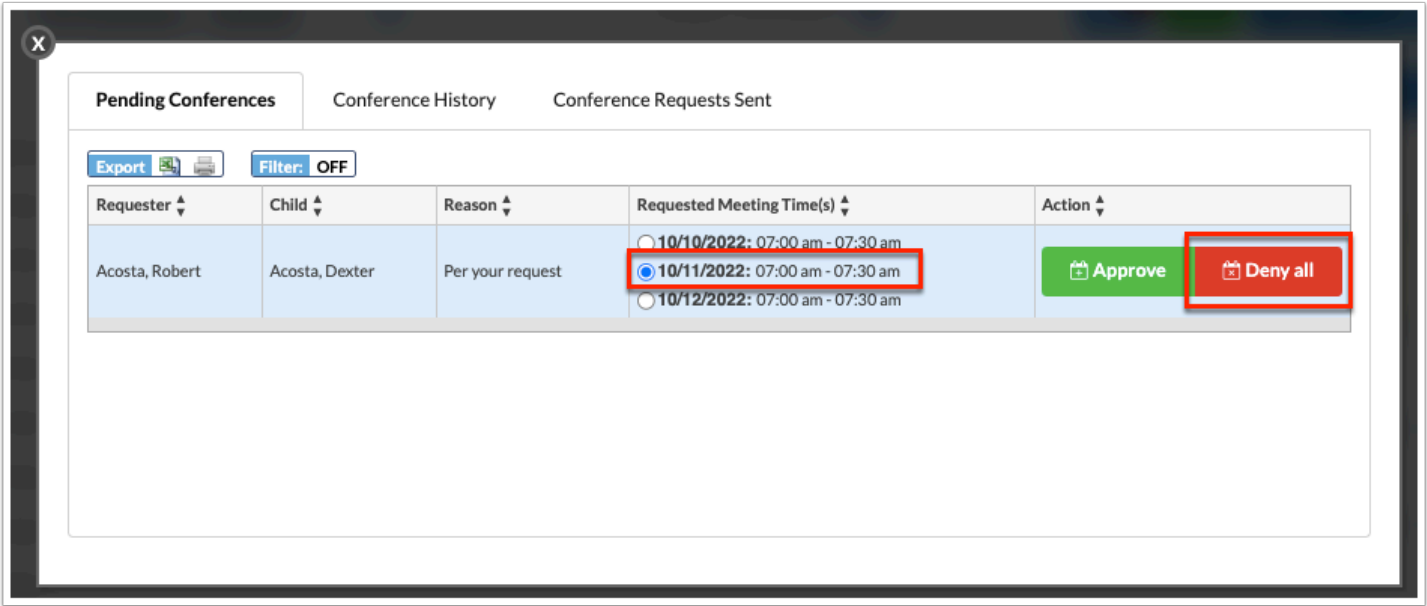 X
Pending Conferences Conference History Conference Requests Sent
Export Filter: OFF
Requester Child Reason Requested Meeting Time(s) Action
10/10/2022: 07:00 am - 07:30 am
Acosta, Robert Acosta, Dexter Per your request 10/11/2022: 07:00 am - 07:30 am Approve Deny all
10/12/2022: 07:00 am - 07:30 am